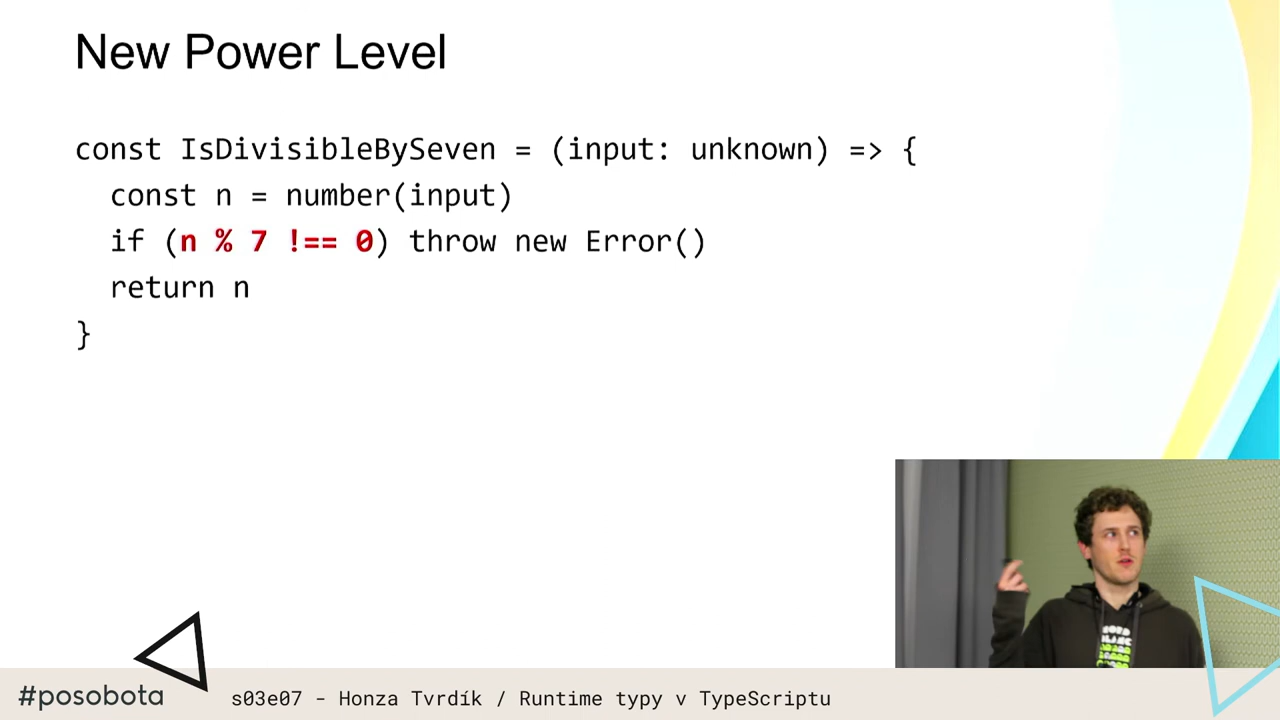 New Power Level
const IsDivisibleBySeven = (input: unknown) => {
const n = number(input)
if (n % 7 !== 0) throw new Error()
return n
}
#posobota
s03e07 - Honza Tvrdík / Runtime typy v TypeScriptu